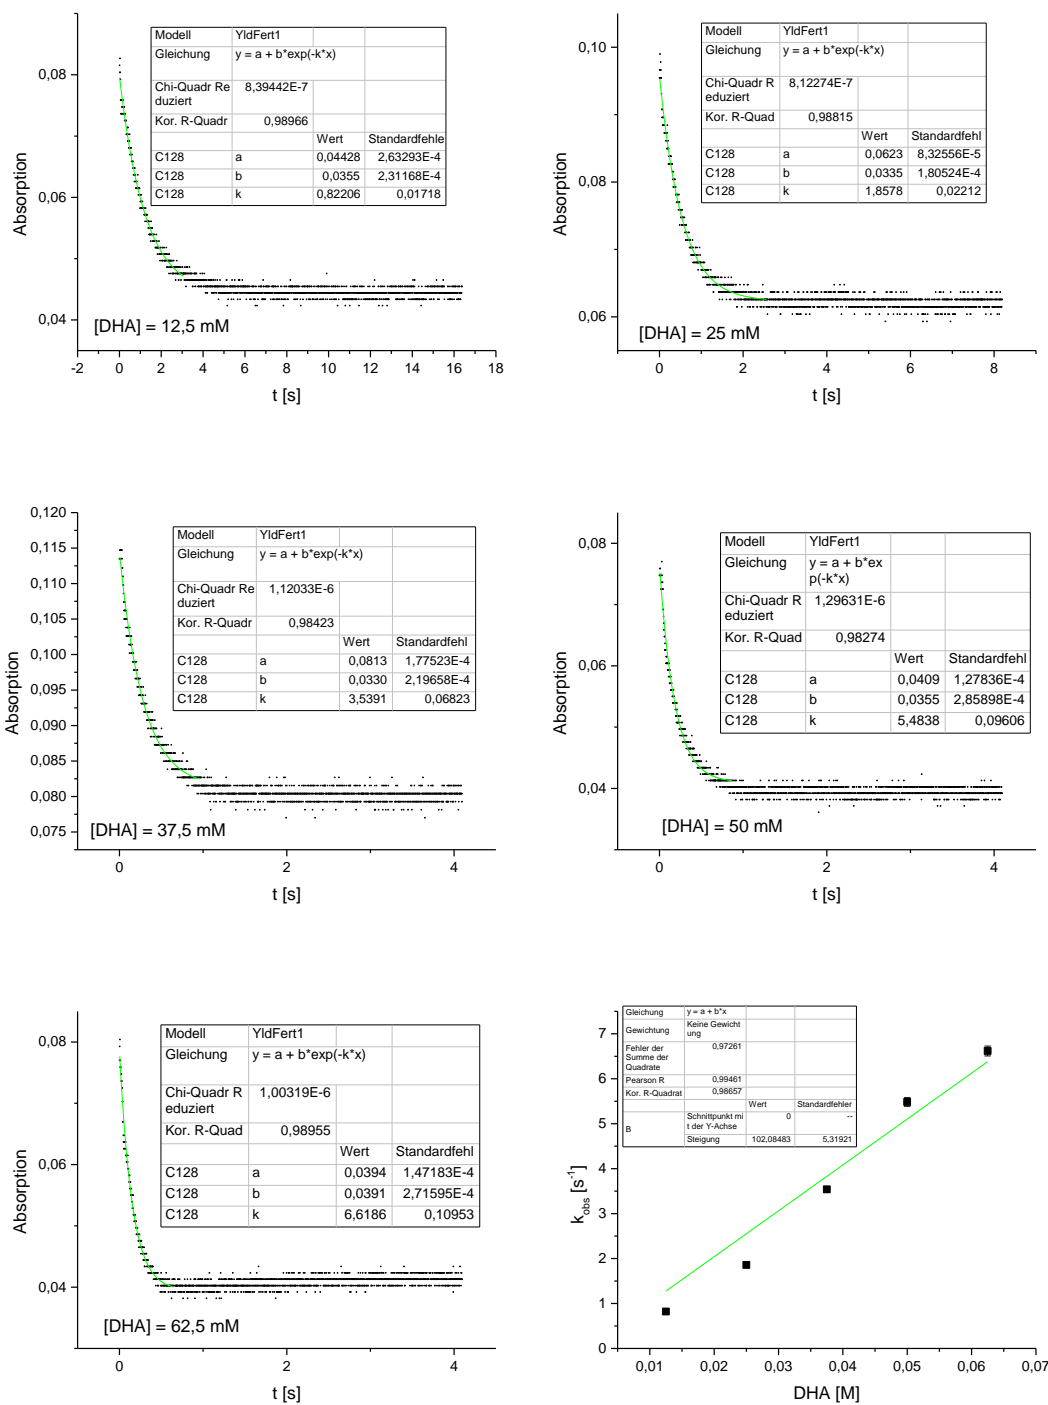 Modell YldFert1
Gleichung y = a + b*exp(-k*x)
Chi-Quadr Re
duziert 8,39442E-7
Kor. R-Quadr 0,98966
Wert Standardfehle
C128 a 0,04428 2,63293E-4
C128 b 0,0355 2,31168E-4
C128 k 0,82206 0,01718
0,08
0,06
0,04
Absorption
[DHA] = 12,5 mM
-2 0 2 4 6 8 10 12 14 16 18
t [s]
Modell YldFert1
Gleichung y = a + b*exp(-k*x)
Chi-Quadr R
eduziert 8,12274E-7
Kor. R-Quad 0,98815
Wert Standardfehl
C128 a 0,0623 8,32556E-5
C128 b 0,0335 1,80524E-4
C128 k 1,8578 0,02212
0,10
0,08
0,06
Absorption
[DHA] = 25 mM
0 2 4 6 8
t [s]
Modell YldFert1
Gleichung y = a + b*exp(-k*x)
Chi-Quadr Re
duziert 1,12033E-6
Kor. R-Quadr 0,98423
Wert Standardfehl
C128 a 0,0813 1,77523E-4
C128 b 0,0330 2,19658E-4
C128 k 3,5391 0,06823
0,120
0,115
0,110
0,105
0,100
0,095
0,090
0,085
0,080
0,075
Absorption
[DHA] = 37,5 mM
0 2 4
t [s]
Modell YldFert1
Gleichung y = a + b*ex
p(-k*x)
Chi-Quadr R
eduziert 1,29631E-6
Kor. R-Quad 0,98274
Wert Standardfehl
C128 a 0,0409 1,27836E-4
C128 b 0,0355 2,85898E-4
C128 k 5,4838 0,09606
0,08
0,06
0,04
Absorption
[DHA] = 50 mM
0 2 4
t [s]
Modell YldFert1
Gleichung y = a + b*exp(-k*x)
Chi-Quadr R
eduziert 1,00319E-6
Kor. R-Quad 0,98955
Wert Standardfehl
C128 a 0,0394 1,47183E-4
C128 b 0,0391 2,71595E-4
C128 k 6,6186 0,10953
0,08
0,06
0,04
Absorption
[DHA] = 62,5 mM
0 2 4
t [s]
Gleichung y = a + b*x
Gewichtung Keine Gewicht
ung
Fehler der
Summe der
Quadrate 0,97261
Pearson R 0,99461
Kor. R-Quadrat 0,98657
Wert Standardfehler
B Schnittpunkt mi
t der Y-Achse 0 --
Steigung 102,08483 5,31921
7
6
5
4
3
2
1
0
k_obs [s^-1]
0,01 0,02 0,03 0,04 0,05 0,06 0,07
DHA [M]